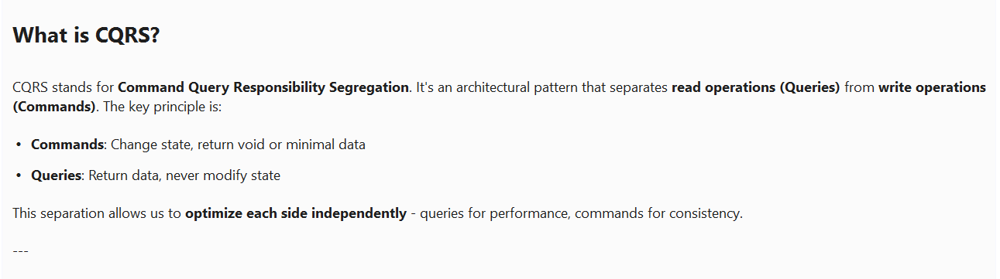 What is CQRS?
CQRS stands for Command Query Responsibility Segregation. It's an architectural pattern that separates read operations (Queries) from write operations
(Commands). The key principle is:
• Commands: Change state, return void or minimal data
• Queries: Return data, never modify state
This separation allows us to optimize each side independently - queries for performance, commands for consistency.
---